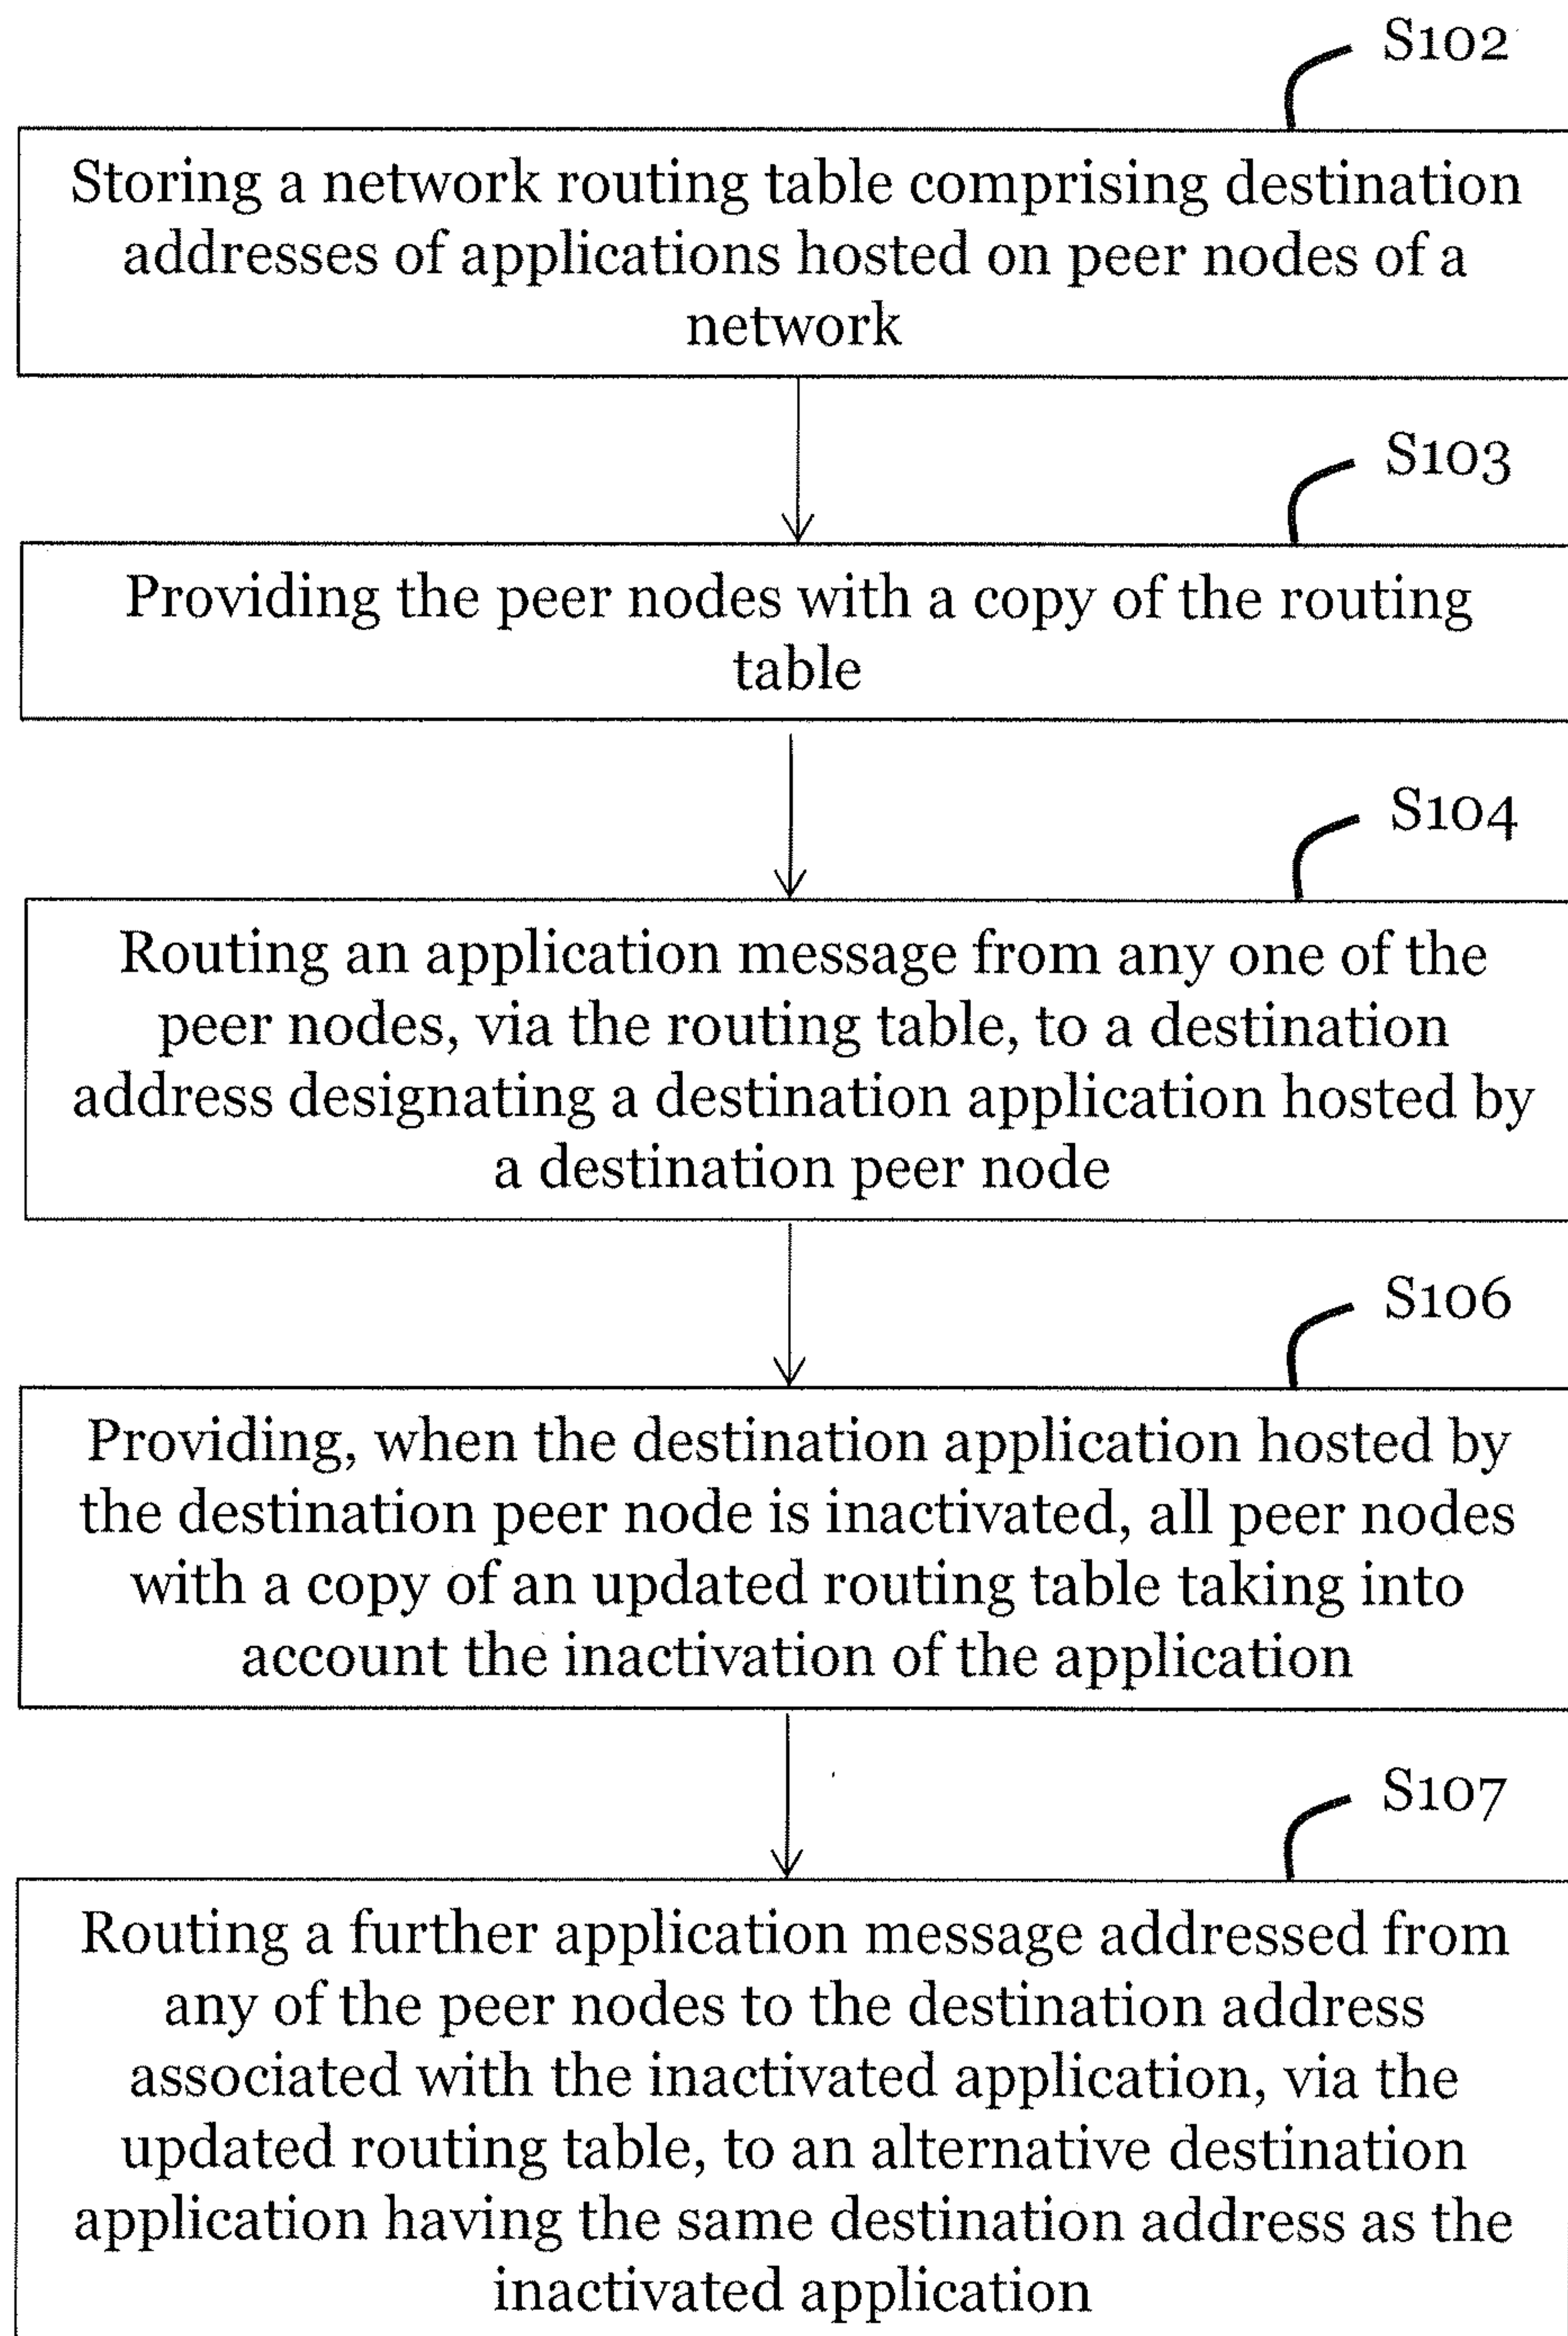 S102
Storing a network routing table comprising destination
addresses of applications hosted on peer nodes of a
network
S103
Providing the peer nodes with a copy of the routing
table
S104
Routing an application message from any one of the
peer nodes, via the routing table, to a destination
address designating a destination application hosted by
a destination peer node
S106
Providing, when the destination application hosted by
the destination peer node is inactivated, all peer nodes
with a copy of an updated routing table taking into
account the inactivation of the application
S107
Routing a further application message addressed from
any of the peer nodes to the destination address
associated with the inactivated application, via the
updated routing table, to an alternative destination
application having the same destination address as the
inactivated application